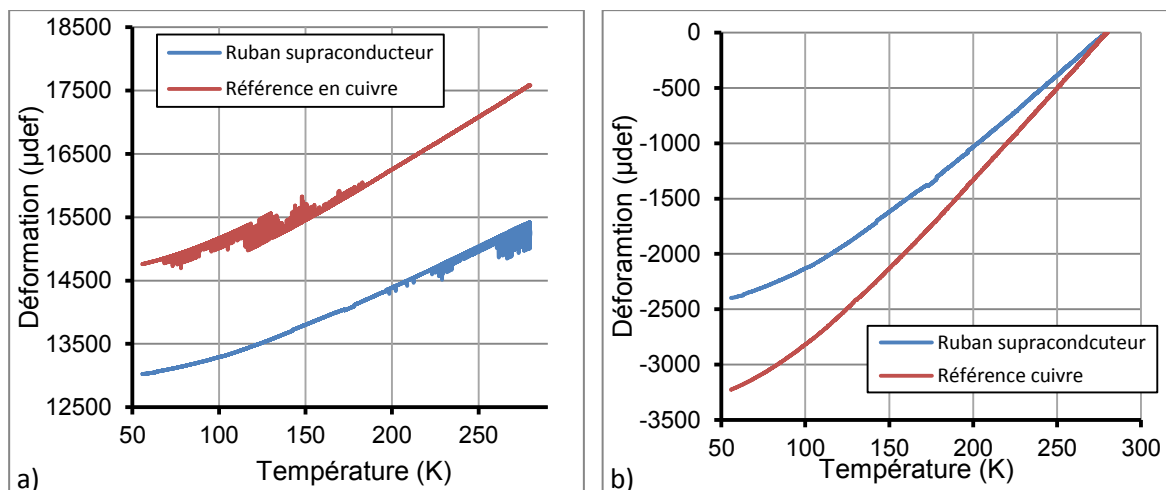 18500
17500
16500
15500
14500
13500
12500
Déformation (µdef)
Ruban supraconducteur
Référence en cuivre
50 100 150 200 250
Température (K)
a)
0
-500
-1000
-1500
-2000
-2500
-3000
-3500
Déforamtion (µdef)
Ruban supracondcuteur
Référence cuivre
50 100 150 200 250 300
Température (K)
b)